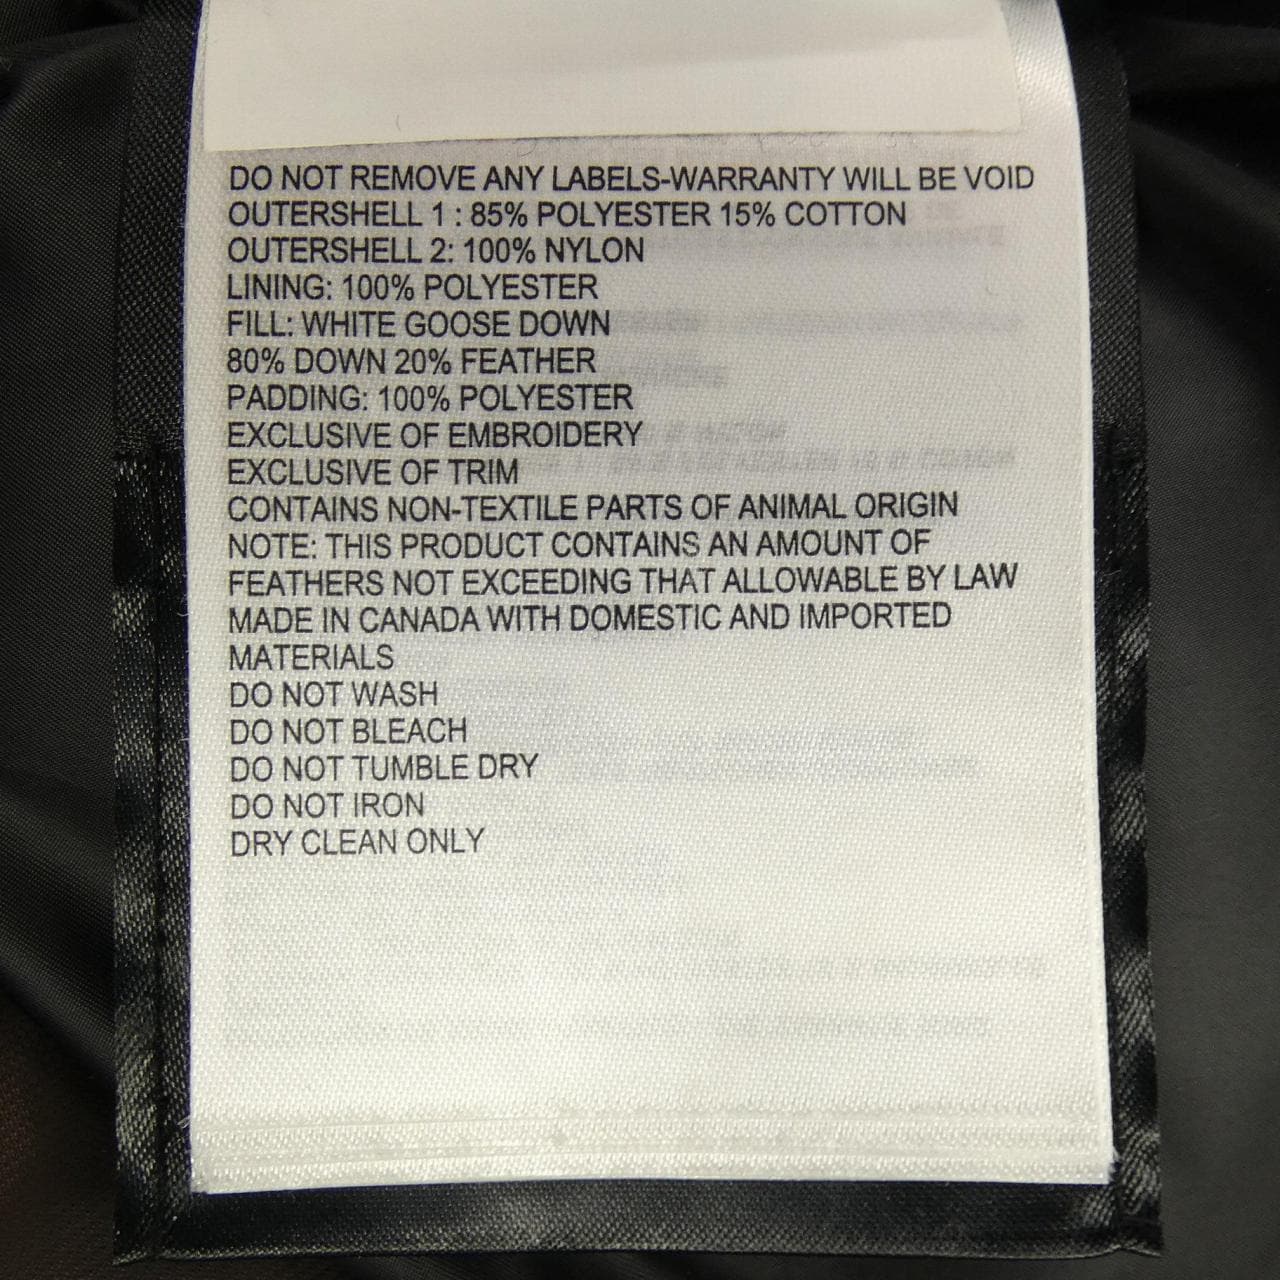 DO NOT REMOVE ANY LABELS-WARRANTY WILL BE VOID
OUTERSHELL 1 : 85% POLYESTER 15% COTTON
OUTERSHELL 2: 100% NYLON
LINING: 100% POLYESTER
FILL: WHITE GOOSE DOWN
80% DOWN 20% FEATHER
PADDING: 100% POLYESTER
EXCLUSIVE OF EMBROIDERY
EXCLUSIVE OF TRIM
CONTAINS NON-TEXTILE PARTS OF ANIMAL ORIGIN
NOTE: THIS PRODUCT CONTAINS AN AMOUNT OF
FEATHERS NOT EXCEEDING THAT ALLOWABLE BY LAW
MADE IN CANADA WITH DOMESTIC AND IMPORTED
MATERIALS
DO NOT WASH
DO NOT BLEACH
DO NOT TUMBLE DRY
DO NOT IRON
DRY CLEAN ONLY